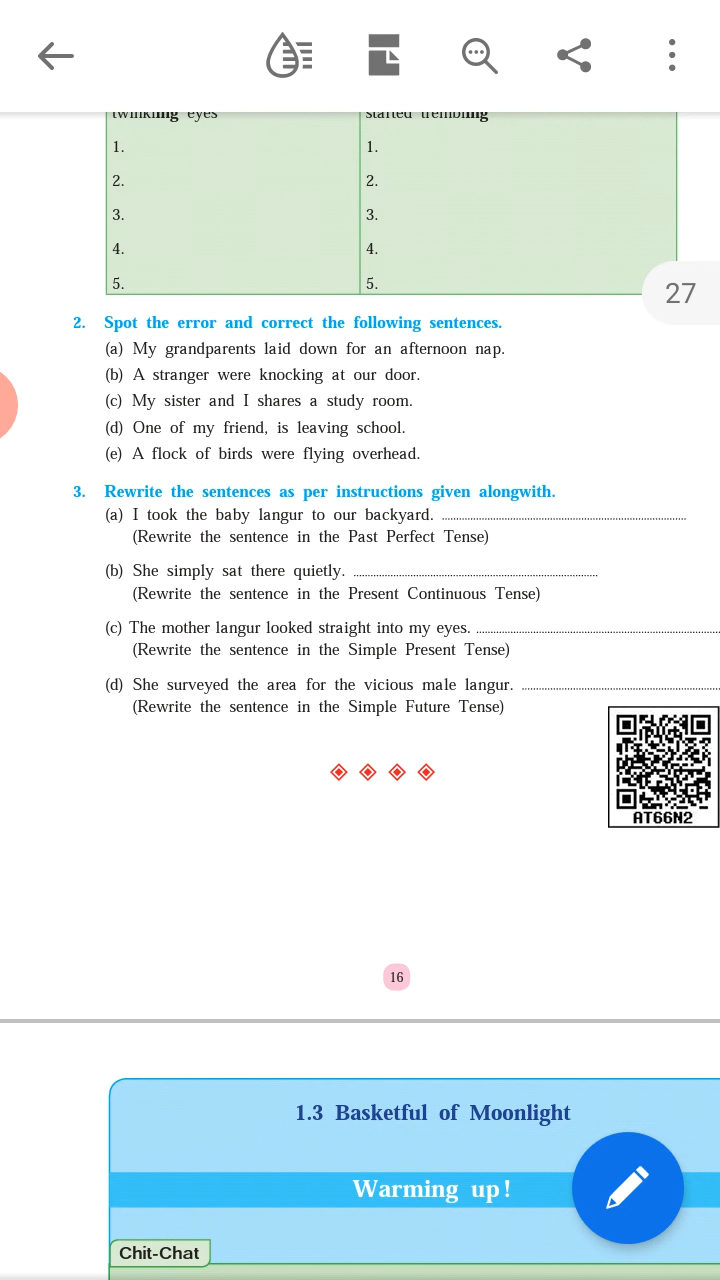 twinkling eyes started trembling
1. 1.
2. 2.
3. 3.
4. 4.
5. 5.
27
2. Spot the error and correct the following sentences.
(a) My grandparents laid down for an afternoon nap.
(b) A stranger were knocking at our door.
(c) My sister and I shares a study room.
(d) One of my friend, is leaving school.
(e) A flock of birds were flying overhead.
3. Rewrite the sentences as per instructions given alongwith.
(a) I took the baby langur to our backyard.
(Rewrite the sentence in the Past Perfect Tense)
(b) She simply sat there quietly.
(Rewrite the sentence in the Present Continuous Tense)
(c) The mother langur looked straight into my eyes.
(Rewrite the sentence in the Simple Present Tense)
(d) She surveyed the area for the vicious male langur.
(Rewrite the sentence in the Simple Future Tense)
AT66N2
16
1.3 Basketful of Moonlight
Warming up!
Chit-Chat